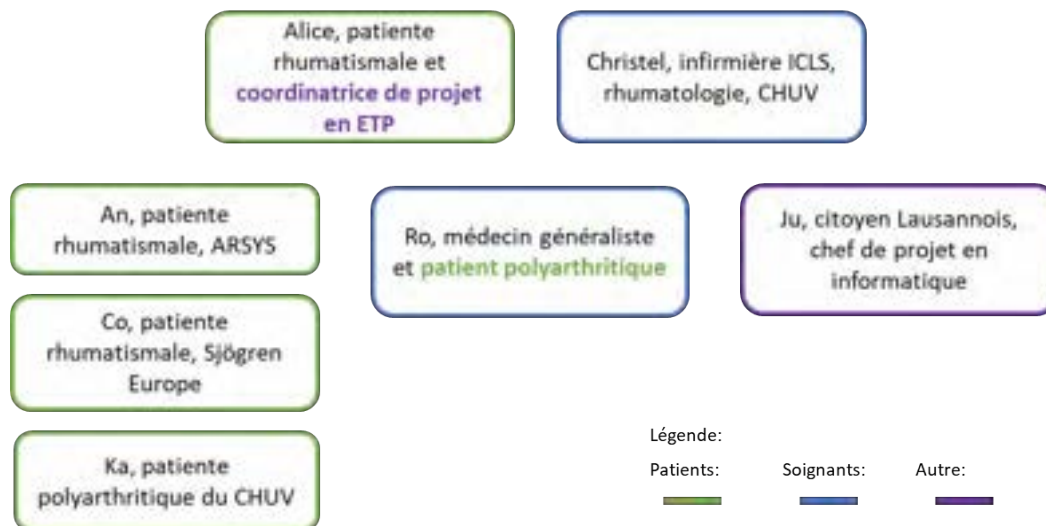 Alice, patiente
rhumatismale et
coordinatrice de projet
en ETP
Christel, infirmière ICLS,
rhumatologie, CHUV
An, patiente
rhumatismale, ARSYS
Ro, médecin généraliste
et patient polyarthritique
Ju, citoyen Lausannois,
chef de projet en
informatique
Co, patiente
rhumatismale, Sjögren
Europe
Ka, patiente
polyarthritique du CHUV
Légende:
Patients:
Soignants:
Autre: